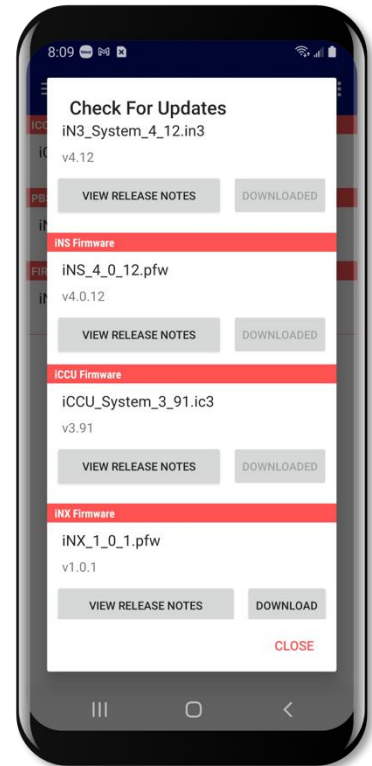 8:09
Check For Updates
iN3_System_4_12.in3
v4.12
VIEW RELEASE NOTES DOWNLOADED
iNS Firmware
iNS_4_0_12.pfw
v4.0.12
VIEW RELEASE NOTES DOWNLOADED
iCCU Firmware
iCCU_System_3_91.ic3
v3.91
VIEW RELEASE NOTES DOWNLOADED
iNX Firmware
iNX_1_0_1.pfw
v1.0.1
VIEW RELEASE NOTES DOWNLOAD
CLOSE